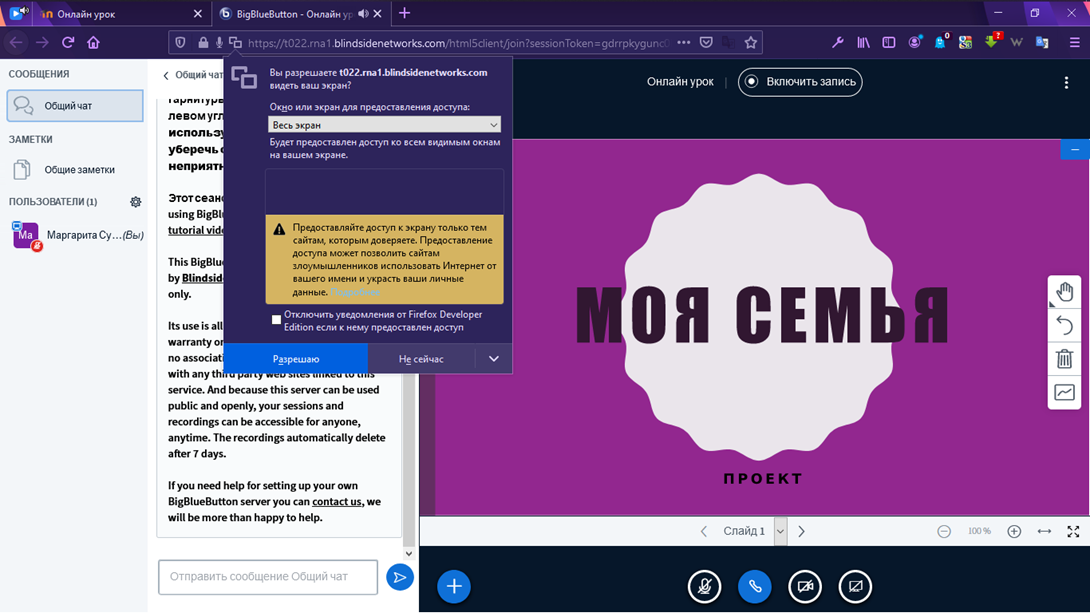 Онлайн урок
BigBlueButton - Онлайн ур
https://t022.rna1.blindsidenetworks.com/html5client/join?sessionToken=gdrrpkygunc
СООБЩЕНИЯ
Общий чат
ЗАМЕТКИ
Общие заметки
ПОЛЬЗОВАТЕЛИ (1)
Ma
Маргарита Су... (Вы)
Общий чат
гарнитуры
левом угл
использу
уберечь
неприятн
Этот сеанс
using BigBlu
tutorial vide
This BigBlue
by Blindsid
only.
Its use is all
warranty or
no associati
with any third party web sites linked to this
service. And because this server can be used
public and openly, your sessions and
recordings can be accessible for anyone,
anytime. The recordings automatically delete
after 7 days.
If you need help for setting up your own
BigBlueButton server you can contact us, we
will be more than happy to help.
Отправить сообщение Общий чат
Вы разрешаете t022.rna1.blindsidenetworks.com
видеть ваш экран?
Окно или экран для предоставления доступа:
Весь экран
Будет предоставлен доступ ко всем видимым окнам
на вашем экране.
Предоставляйте доступ к экрану только тем
сайтам, которым доверяете. Предоставление
доступа может позволить сайтам
злоумышленников использовать Интернет от
вашего имени и украсть ваши личные
данные. Подробнее
Отключить уведомления от Firefox Developer
Edition если к нему предоставлен доступ
Разрешаю
Не сейчас
Онлайн урок
Включить запись
МОЯ СЕМЬЯ
ПРОЕКТ
Слайд 1
100 %